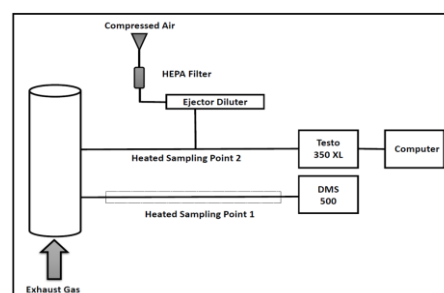 Compressed Air
HEPA Filter
Ejector Diluter
Heated Sampling Point 2
Testo
350 XL
Computer
DMS
500
Heated Sampling Point 1
Exhaust Gas